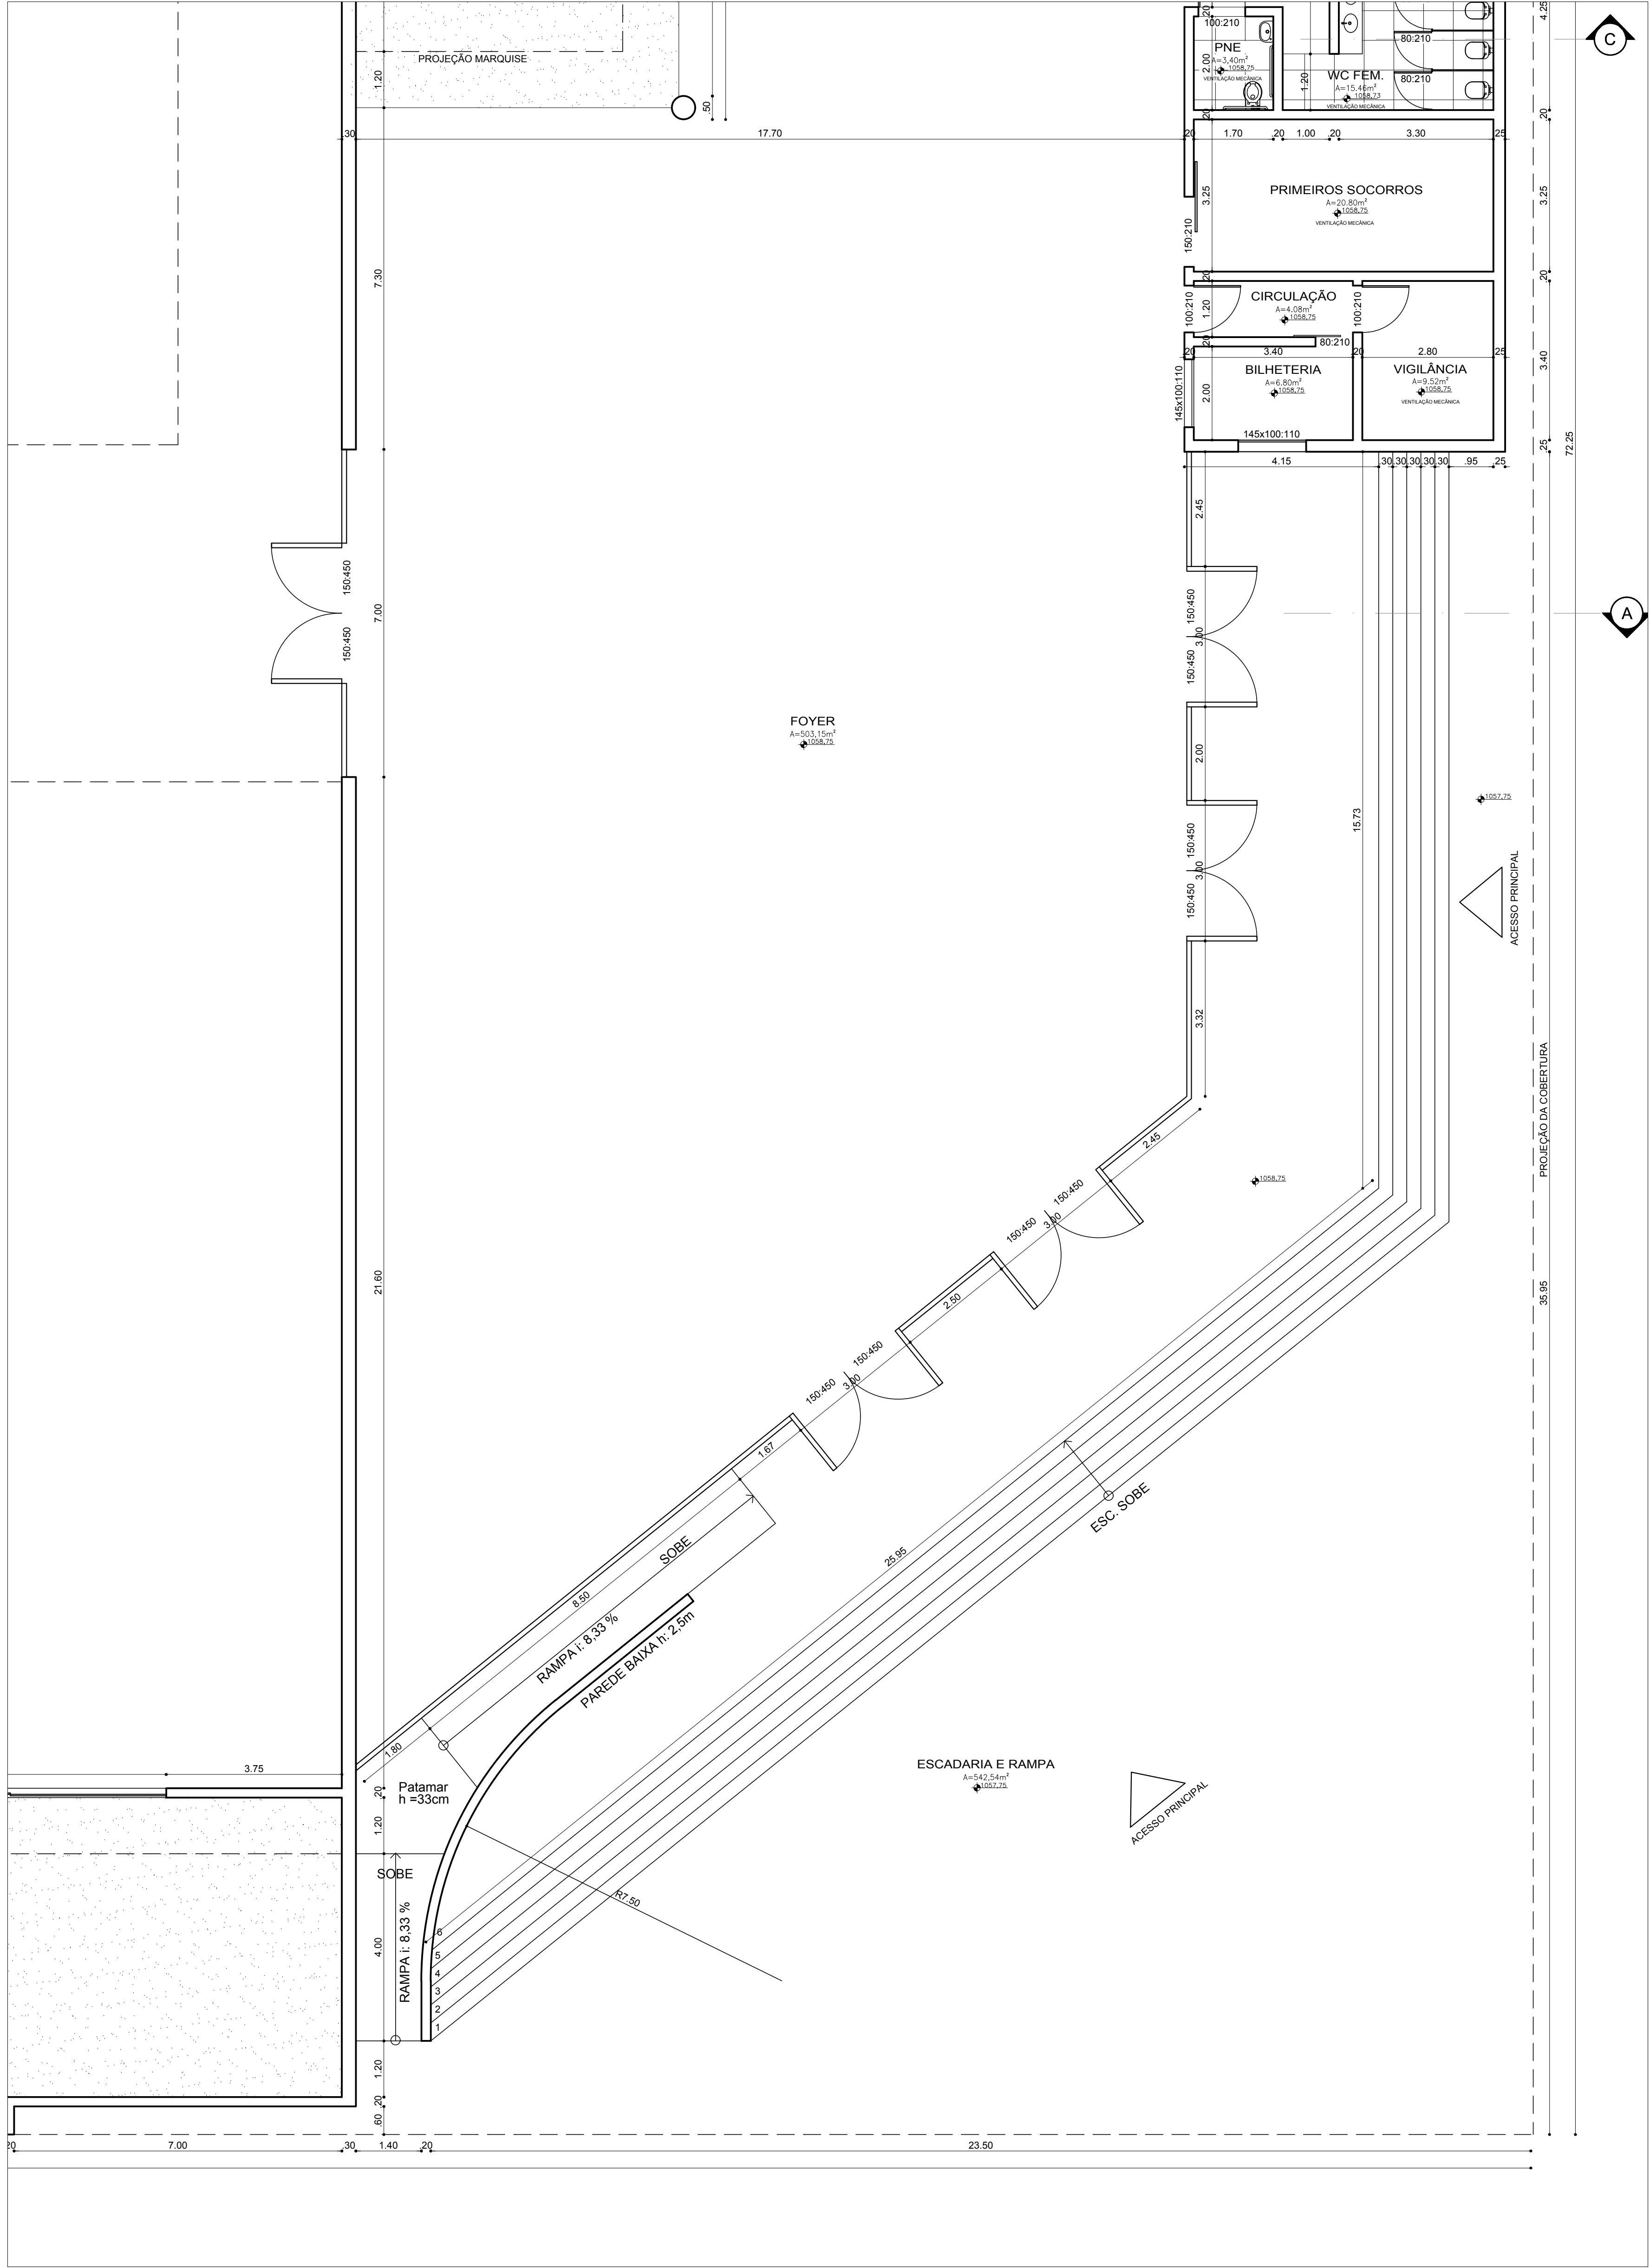 PROJEÇÃO MARQUISE
1.20
.50
.20
4.25
100:210
PNE
A=3,40m²
1058,75
VENTILAÇÃO MECÂNICA
2.00
80:210
80:210
WC FEM.
A=15,46m²
1058,73
VENTILAÇÃO MECÂNICA
1.20
C
.20
.20
.30
17.70
.20
1.70
.20
1.00
.20
3.30
.25
PRIMEIROS SOCORROS
A=20.80m²
1058,75
VENTILAÇÃO MECÂNICA
3.25
3.25
150:210
7.30
.20
.20
CIRCULAÇÃO
A=4.08m²
1058,75
100:210
1.20
100:210
.20
80:210
.20
3.40
.20
2.80
.25
3.40
BILHETERIA
A=6.80m²
1058,75
VIGILÂNCIA
A=9.52m²
1058,75
VENTILAÇÃO MECÂNICA
145x100:110
2.00
145x100:110
.25
72.25
4.15
.30
.30
.30
.30
.30
.95
.25
2.45
150:450
150:450
7.00
150:450
3.00
150:450
A
FOYER
A=503,15m²
1058,75
2.00
1057,75
15.73
150:450
3.00
150:450
ACESSO PRINCIPAL
3.32
PROJEÇÃO DA COBERTURA
2.45
1058,75
150:450
3.00
150:450
21.60
35.95
2.50
150:450
3.00
150:450
1.67
ESC. SOBE
SOBE
25.95
8.50
RAMPA i: 8,33 %
PAREDE BAIXA h: 2,5m
1.80
3.75
ESCADARIA E RAMPA
A=542,54m²
1057,75
ACESSO PRINCIPAL
Patamar
h =33cm
.20
1.20
SOBE
R7.50
RAMPA i: 8,33 %
4.00
6
5
4
3
2
1
1.20
.20
.60
20
7.00
.30
1.40
.20
23.50